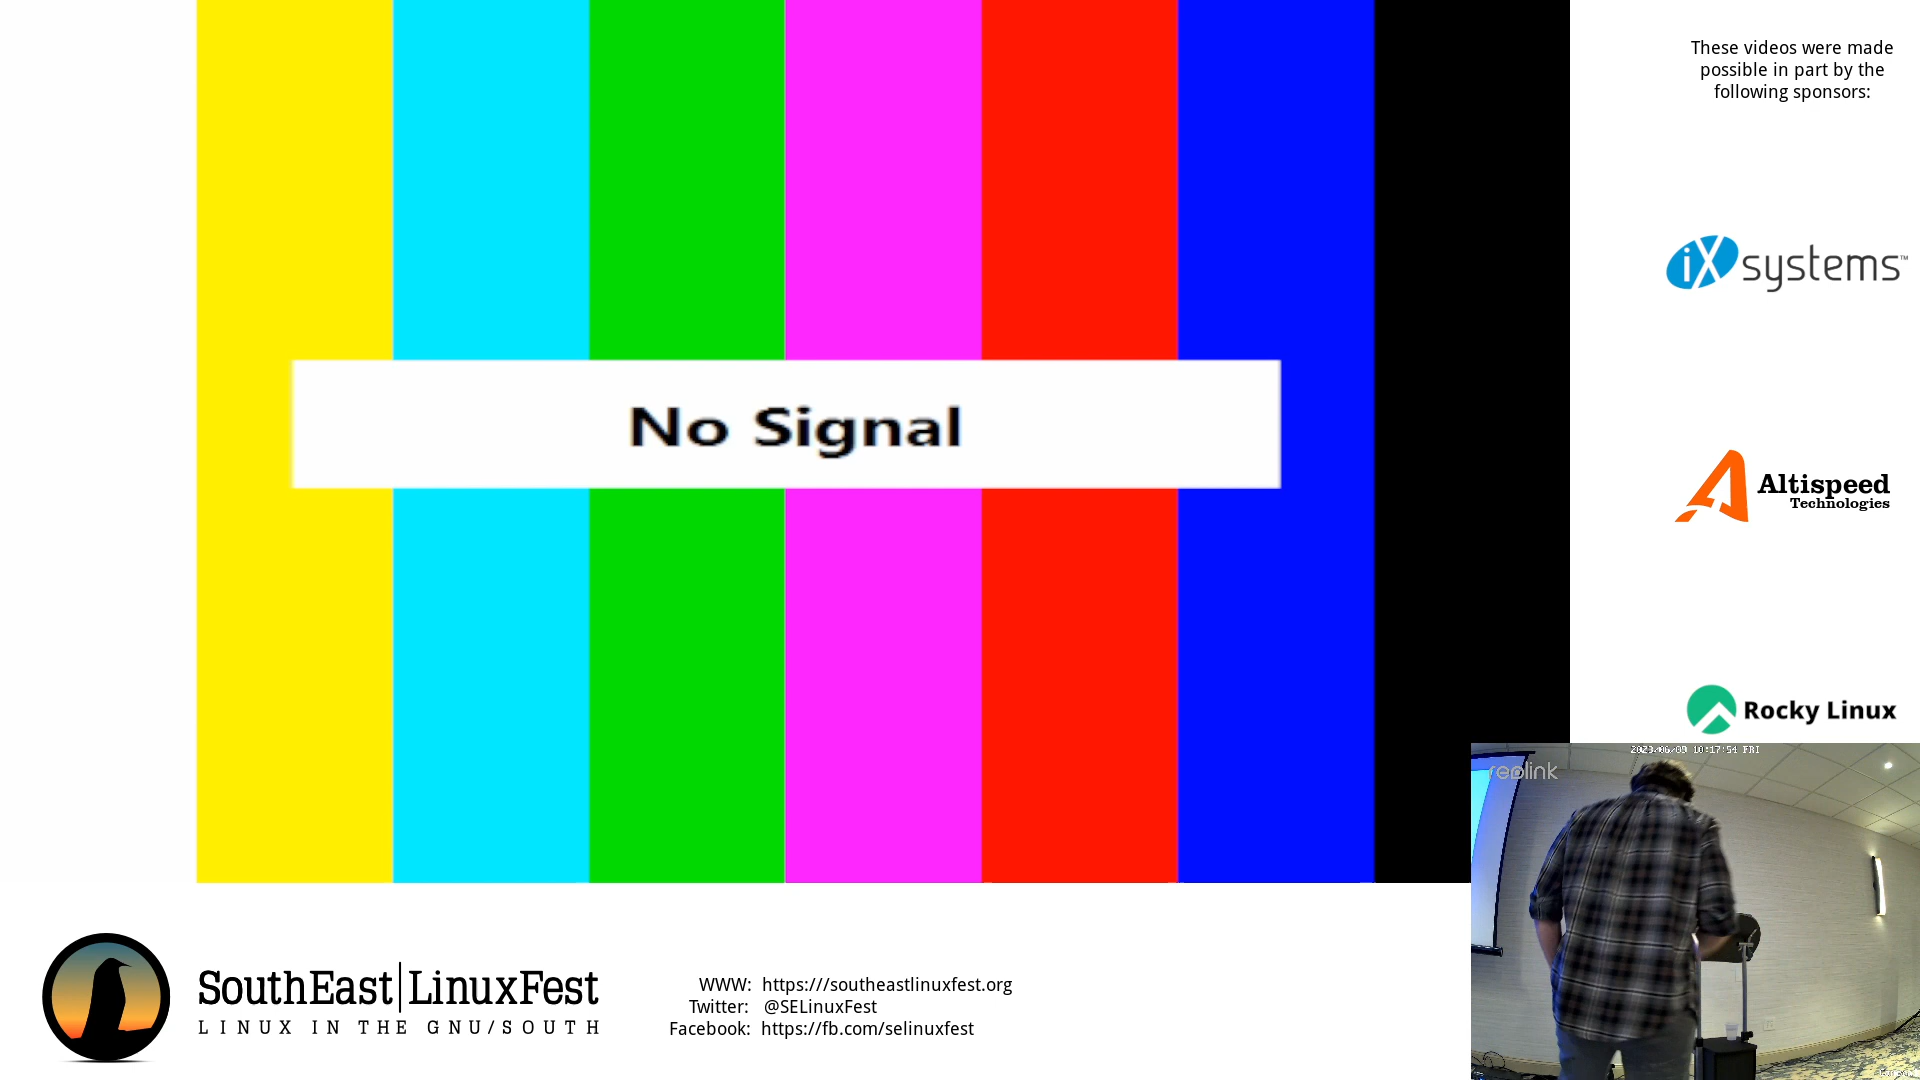 These videos were made
possible in part by the
following sponsors:
iXsystems™
Altispeed
Technologies
Rocky Linux
No Signal
2023/06/09 10:17:54 FRI
reolink
SouthEast LinuxFest
LINUX IN THE GNU/SOUTH
WWW: https:///southeastlinuxfest.org
Twitter: @SELinuxFest
Facebook: https://fb.com/selinuxfest